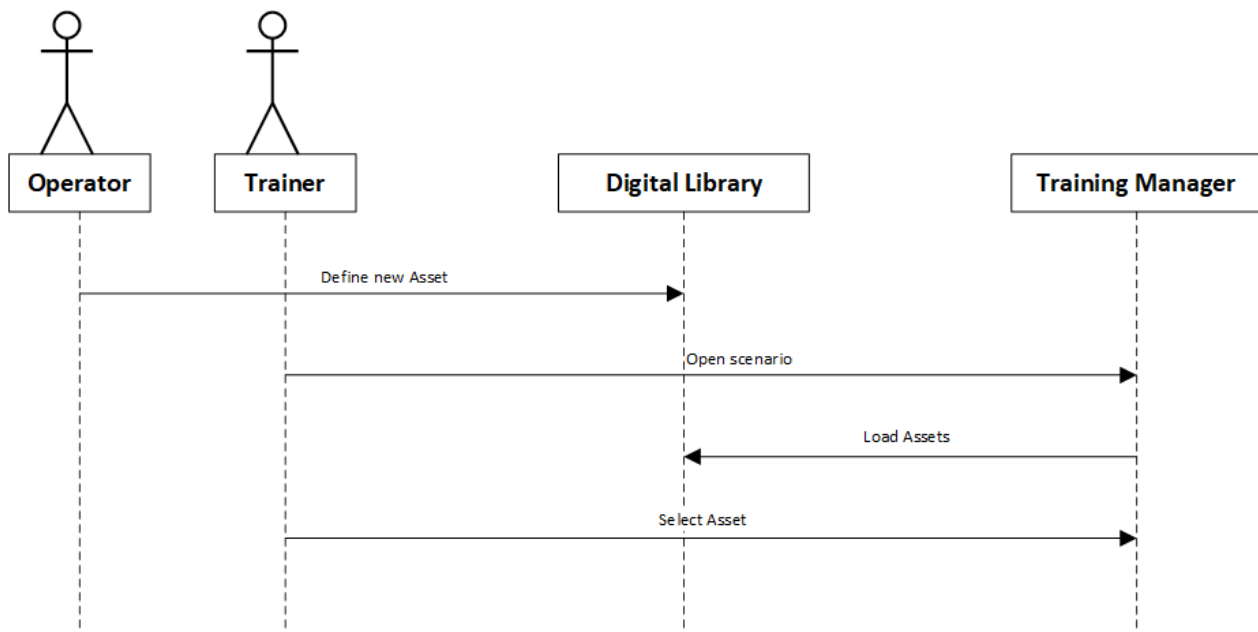 Operator
Trainer
Digital Library
Training Manager
Define new Asset
Open scenario
Load Assets
Select Asset